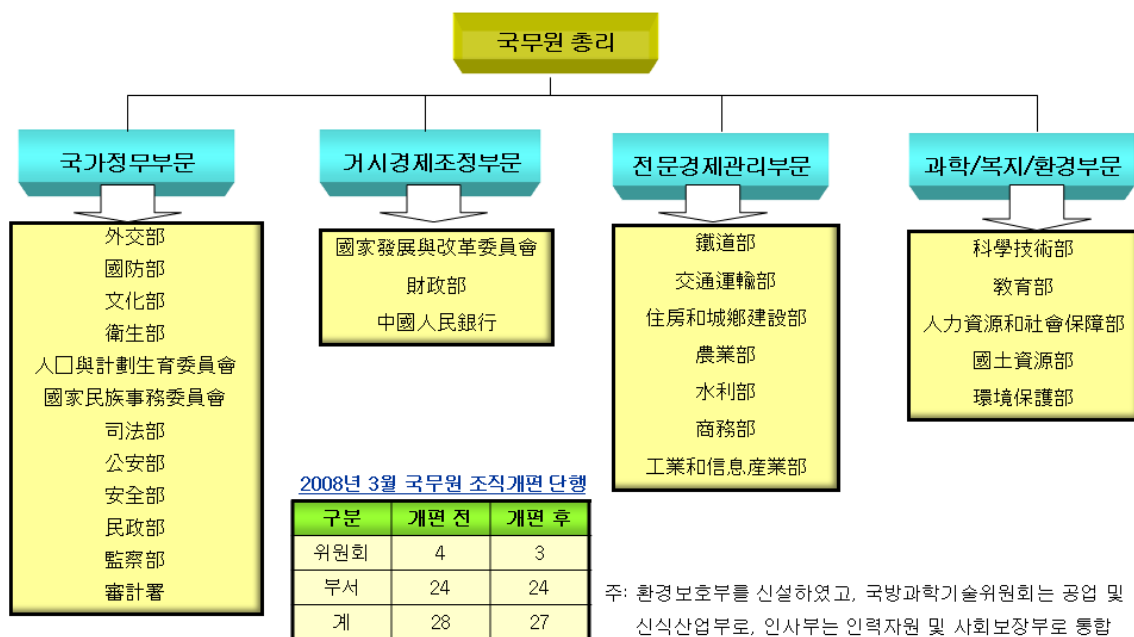 국무원 총리
국가정무부문
外交部
國防部
文化部
衛生部
人□與計劃生育委員會
國家民族事務委員會
司法部
公安部
安全部
民政部
監察部
審計署
거시경제조정부문
國家發展與改革委員會
財政部
中國人民銀行
전문경제관리부문
鐵道部
交通運輸部
住房和城鄕建設部
農業部
水利部
商務部
工業和信息産業部
과학/복지/환경부문
科學技術部
敎育部
人力資源和社會保障部
國土資源部
環境保護部
2008년 3월 국무원 조직개편 단행
구분 개편 전 개편 후
위원회 4 3
부서 24 24
계 28 27
주: 환경보호부를 신설하였고, 국방과학기술위원회는 공업 및
신식산업부로, 인사부는 인력자원 및 사회보장부로 통합